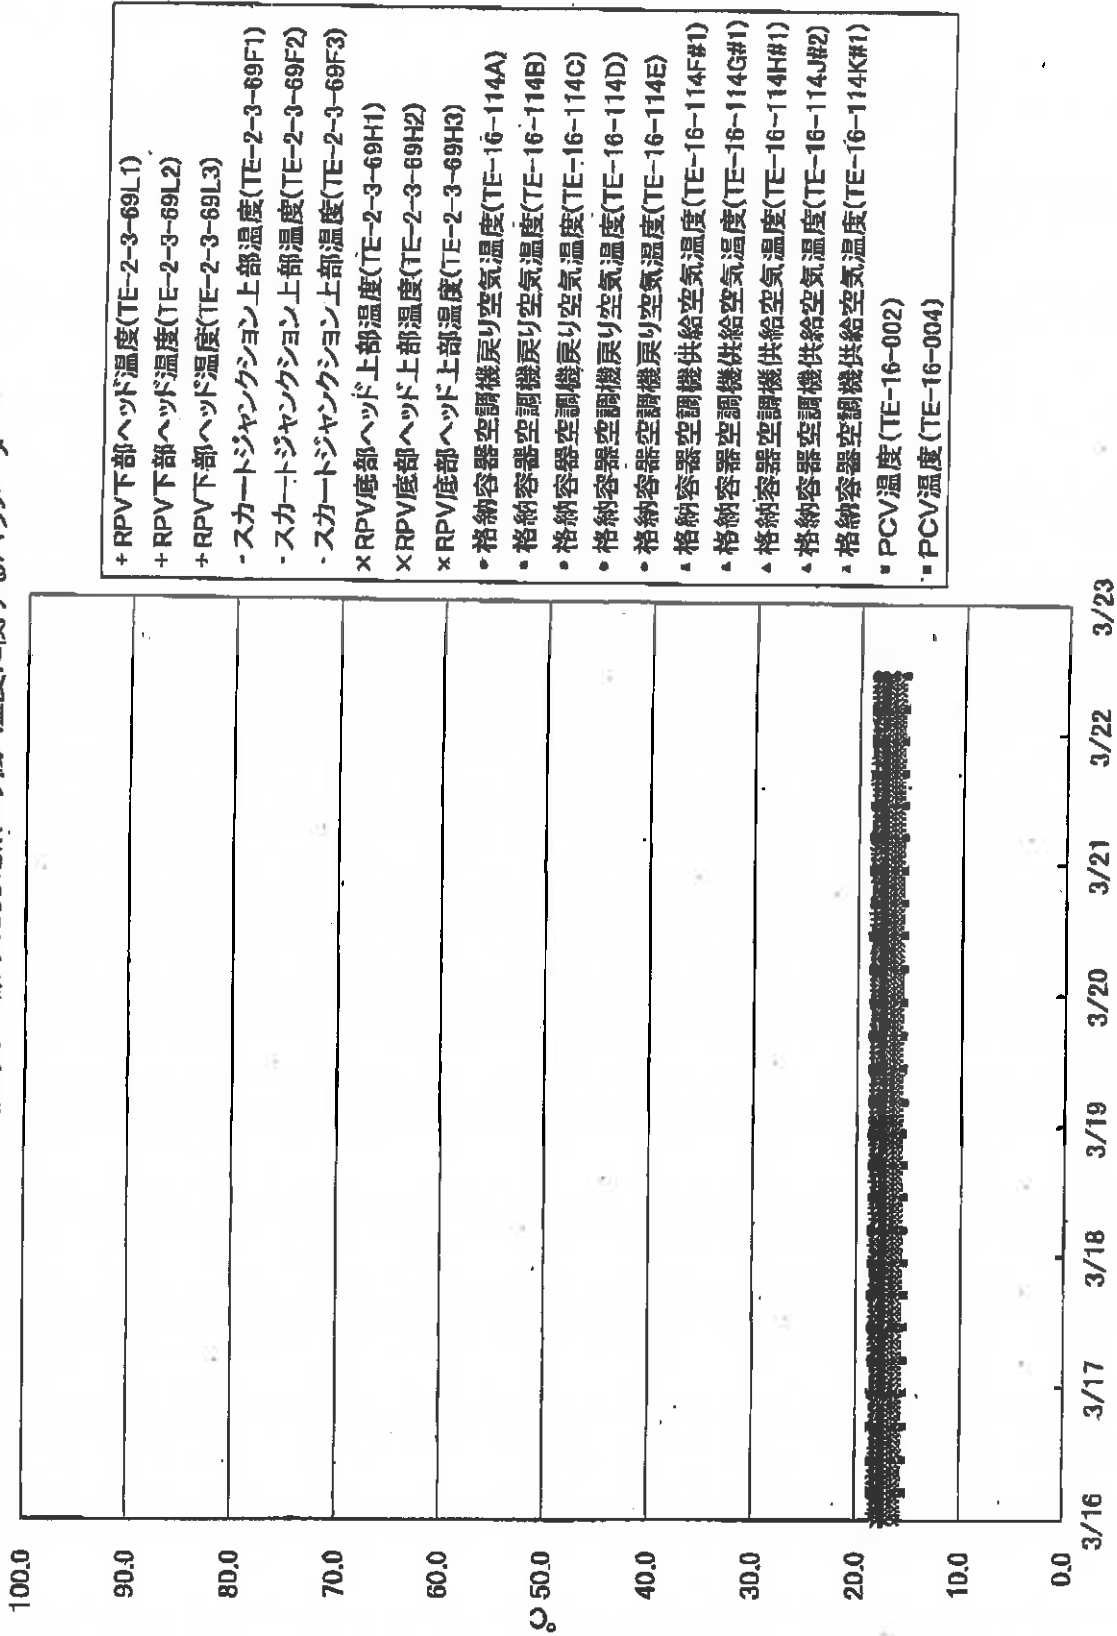 + RPV下部ヘッド温度(TE-2-3-69L1)
+ RPV下部ヘッド温度(TE-2-3-69L2)
+ RPV下部ヘッド温度(TE-2-3-69L3)
- スカートジャンクション上部温度(TE-2-3-69F1)
- スカートジャンクション上部温度(TE-2-3-69F2)
- スカートジャンクション上部温度(TE-2-3-69F3)
× RPV底部ヘッド上部温度(TE-2-3-69H1)
× RPV底部ヘッド上部温度(TE-2-3-69H2)
× RPV底部ヘッド上部温度(TE-2-3-69H3)
• 格納容器空調機戻り空気温度(TE-16-114A)
• 格納容器空調機戻り空気温度(TE-16-114B)
• 格納容器空調機戻り空気温度(TE-16-114C)
• 格納容器空調機戻り空気温度(TE-16-114D)
• 格納容器空調機戻り空気温度(TE-16-114E)
▲ 格納容器空調機供給空気温度(TE-16-114F#1)
▲ 格納容器空調機供給空気温度(TE-16-114G#1)
▲ 格納容器空調機供給空気温度(TE-16-114H#1)
▲ 格納容器空調機供給空気温度(TE-16-114J#2)
▲ 格納容器空調機供給空気温度(TE-16-114K#1)
■ PCV温度(TE-16-002)
■ PCV温度(TE-16-004)
100.0
90.0
80.0
70.0
60.0
℃ 50.0
40.0
30.0
20.0
10.0
0.0
3/16
3/17
3/18
3/19
3/20
3/21
3/22
3/23